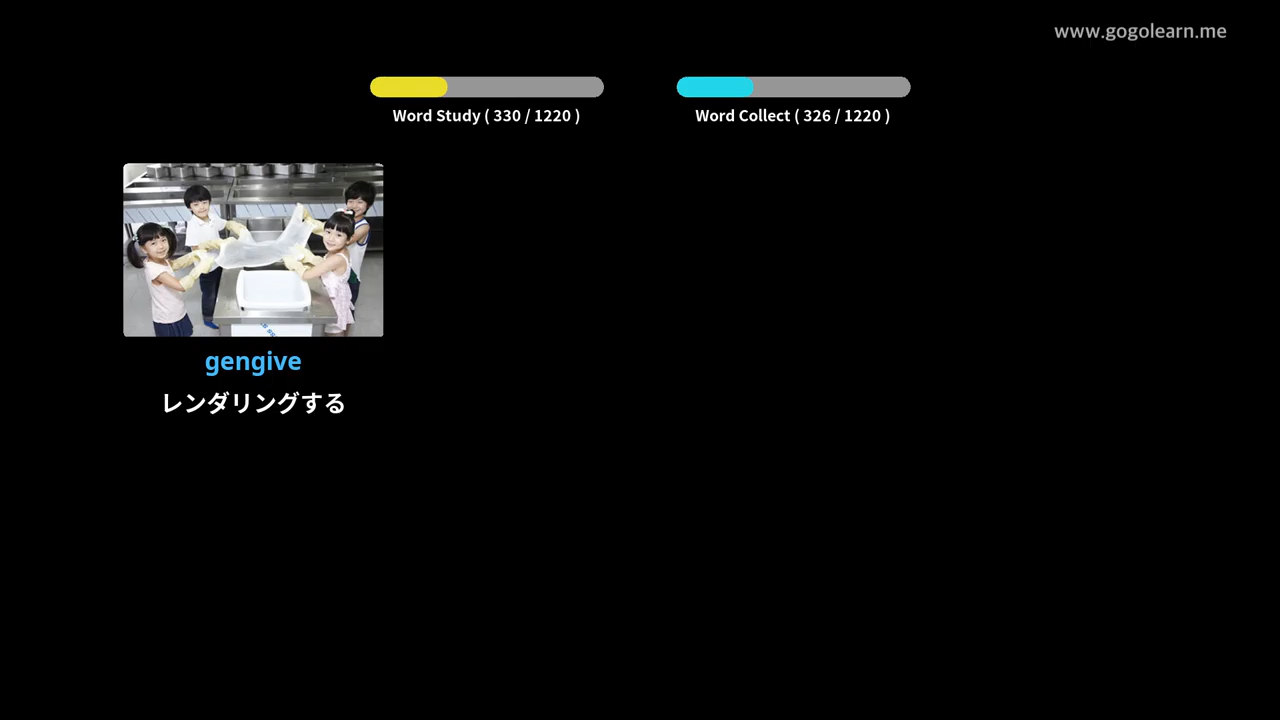 www.gogolearn.me
Word Study ( 330 / 1220 )
Word Collect ( 326 / 1220 )
gengive
レンダリングする